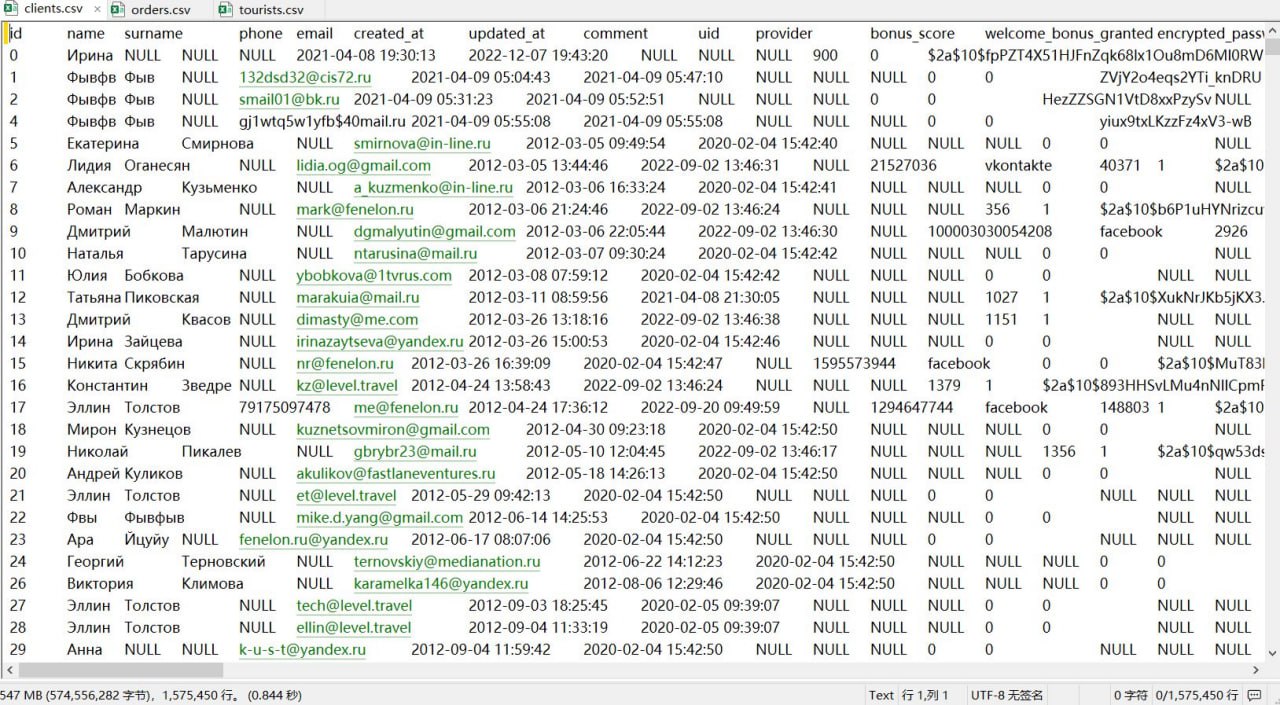 clients.csv orders.csv tourists.csv
id name surname phone email created_at updated_at comment uid provider bonus_score welcome_bonus_granted
0 Ирина NULL NULL NULL 2021-04-08 19:30:13 2022-12-07 19:43:20 NULL NULL NULL 900 0
1 Фывфв Фыв NULL 132dsd32@cis72.ru 2021-04-09 05:04:43 2021-04-09 05:47:10 NULL NULL NULL 0 0 ZVjY2o4eqs2YTi_knDRU
2 Фывфв Фыв NULL smail01@bk.ru 2021-04-09 05:31:23 2021-04-09 05:52:51 NULL NULL NULL 0 0 HezZZSGN1VtD8xxPzySv NULL
4 Фывфв Фыв NULL gj1wtq5w1yfb$40mail.ru 2021-04-09 05:55:08 2021-04-09 05:55:08 NULL NULL NULL 0 0 yiux9txLKzzFz4xV3-wB
5 Екатерина Смирнова NULL smirnova@in-line.ru 2012-03-05 09:49:54 2020-02-04 15:42:40 NULL NULL NULL 0 0 NULL
6 Лидия Оганесян NULL lidia.og@gmail.com 2012-03-05 13:44:46 2022-09-02 13:46:31 NULL 21527036 vkontakte 40371 1 $2a$10
7 Александр Кузьменко NULL a_kuzmenko@in-line.ru 2012-03-06 16:33:24 2020-02-04 15:42:41 NULL NULL NULL 0 0 NULL
8 Роман Маркин NULL mark@fenelon.ru 2012-03-06 21:24:46 2022-09-02 13:46:24 NULL NULL NULL 356 1
9 Дмитрий Малютин NULL dgmalyutin@gmail.com 2012-03-06 22:05:44 2022-09-02 13:46:30 NULL 100003030054208 facebook 2926
10 Наталья Тарусина NULL ntarusina@mail.ru 2012-03-07 09:30:24 2020-02-04 15:42:42 NULL NULL NULL 0 0 NULL
11 Юлия Бобкова NULL ybobkova@1tvrus.com 2012-03-08 07:59:12 2020-02-04 15:42:42 NULL NULL NULL 0 0 NULL NULL
12 Татьяна Пиковская NULL marakuia@mail.ru 2012-03-11 08:59:56 2021-04-08 21:30:05 NULL NULL NULL 1027 1
13 Дмитрий Квасов NULL dimasty@me.com 2012-03-26 13:18:16 2022-09-02 13:46:38 NULL NULL NULL 1151 1 NULL NULL
14 Ирина Зайцева NULL irinazaytseva@yandex.ru 2012-03-26 15:00:53 2020-02-04 15:42:46 NULL NULL NULL 0 0 NULL NULL
15 Никита Скрябин NULL nr@fenelon.ru 2012-03-26 16:39:09 2020-02-04 15:42:47 NULL 1595573944 facebook 0 0
16 Константин Зведре NULL kz@level.travel 2012-04-24 13:58:43 2022-09-02 13:46:24 NULL NULL NULL 1379 1
17 Эллин Толстов 79175097478 me@fenelon.ru 2012-04-24 17:36:12 2022-09-20 09:49:59 NULL 1294647744 facebook 148803 1 $2a$10
18 Мирон Кузнецов NULL kuznetsovmiron@gmail.com 2012-04-30 09:23:18 2020-02-04 15:42:50 NULL NULL NULL 0 0 NULL
19 Николай Пикалев NULL gbrybr23@mail.ru 2012-05-10 12:04:45 2022-09-02 13:46:17 NULL NULL NULL 1356 1
20 Андрей Куликов NULL akulikov@fastlaneventures.ru 2012-05-18 14:26:13 2020-02-04 15:42:50 NULL NULL NULL 0 0 NULL
21 Эллин Толстов NULL et@level.travel 2012-05-29 09:42:13 2020-02-04 15:42:50 NULL NULL NULL 0 0 NULL NULL NULL
22 Фвы Фывфыв NULL mike.d.yang@gmail.com 2012-06-14 14:25:53 2020-02-04 15:42:50 NULL NULL NULL 0 0 NULL NULL
23 Ара Йцуйу NULL fenelon.ru@yandex.ru 2012-06-17 08:07:06 2020-02-04 15:42:50 NULL NULL NULL 0 0 NULL NULL NULL
24 Георгий Терновский NULL ternovskiy@medianation.ru 2012-06-22 14:12:23 2020-02-04 15:42:50 NULL NULL NULL 0 0
26 Виктория Климова NULL karamelka146@yandex.ru 2012-08-06 12:29:46 2020-02-04 15:42:50 NULL NULL NULL 0 0 NULL
27 Эллин Толстов NULL tech@level.travel 2012-09-03 18:25:45 2020-02-05 09:39:07 NULL NULL NULL 0 0 NULL NULL
28 Эллин Толстов NULL ellin@level.travel 2012-09-04 11:33:19 2020-02-05 09:39:07 NULL NULL NULL 0 0 NULL NULL
29 Анна NULL NULL k-u-s-t@yandex.ru 2012-09-04 11:59:42 2020-02-04 15:42:50 NULL NULL NULL 0 0 NULL NULL NULL
547 MB (574,556,282 字节)，1,575,450 行。 (0.844 秒) Text 行 1,列 1 UTF-8 无签名 0 字符 0/1,575,450 行